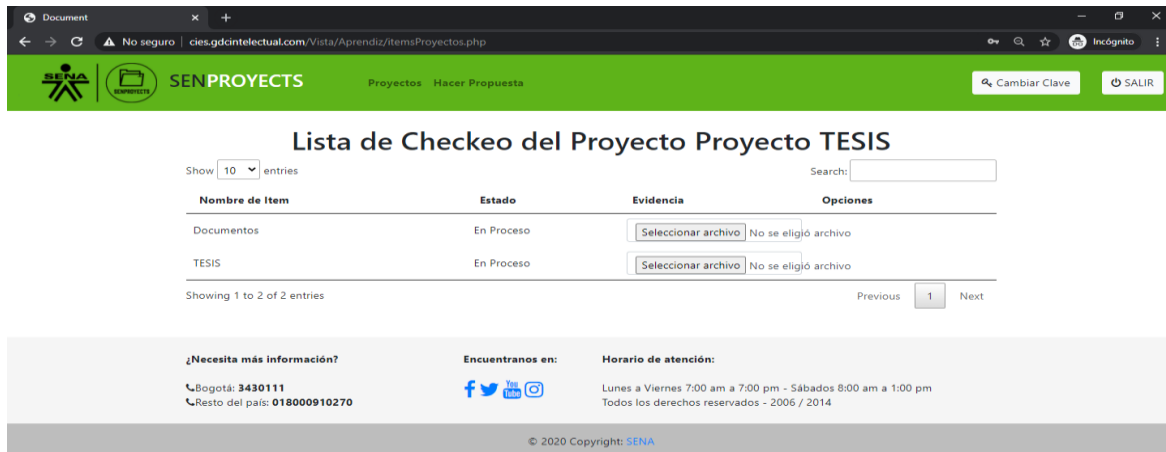 Document
No seguro | cies.gdcintelectual.com/Vista/Aprendiz/itemsProyectos.php
Incógnito
SENA
SENPROYECTS
SENPROYECTS
Proyectos Hacer Propuesta
Cambiar Clave
SALIR
Lista de Checkeo del Proyecto Proyecto TESIS
Show 10 entries
Search:
Nombre de Item Estado Evidencia Opciones
Documentos En Proceso Seleccionar archivo No se eligió archivo
TESIS En Proceso Seleccionar archivo No se eligió archivo
Showing 1 to 2 of 2 entries
Previous 1 Next
¿Necesita más información? Encuentranos en: Horario de atención:
Bogotá: 3430111 You Tube Lunes a Viernes 7:00 am a 7:00 pm - Sábados 8:00 am a 1:00 pm
Resto del país: 018000910270 Todos los derechos reservados - 2006 / 2014
© 2020 Copyright: SENA